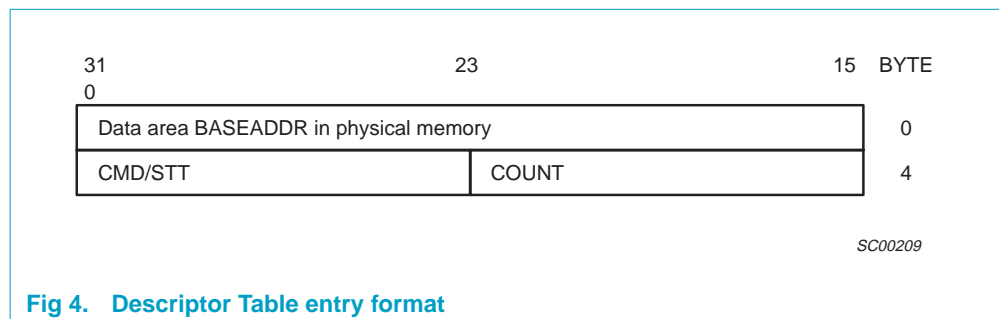 31 23 15 BYTE
0
Data area BASEADDR in physical memory 0
CMD/STT COUNT 4
SC00209
Fig 4. Descriptor Table entry format